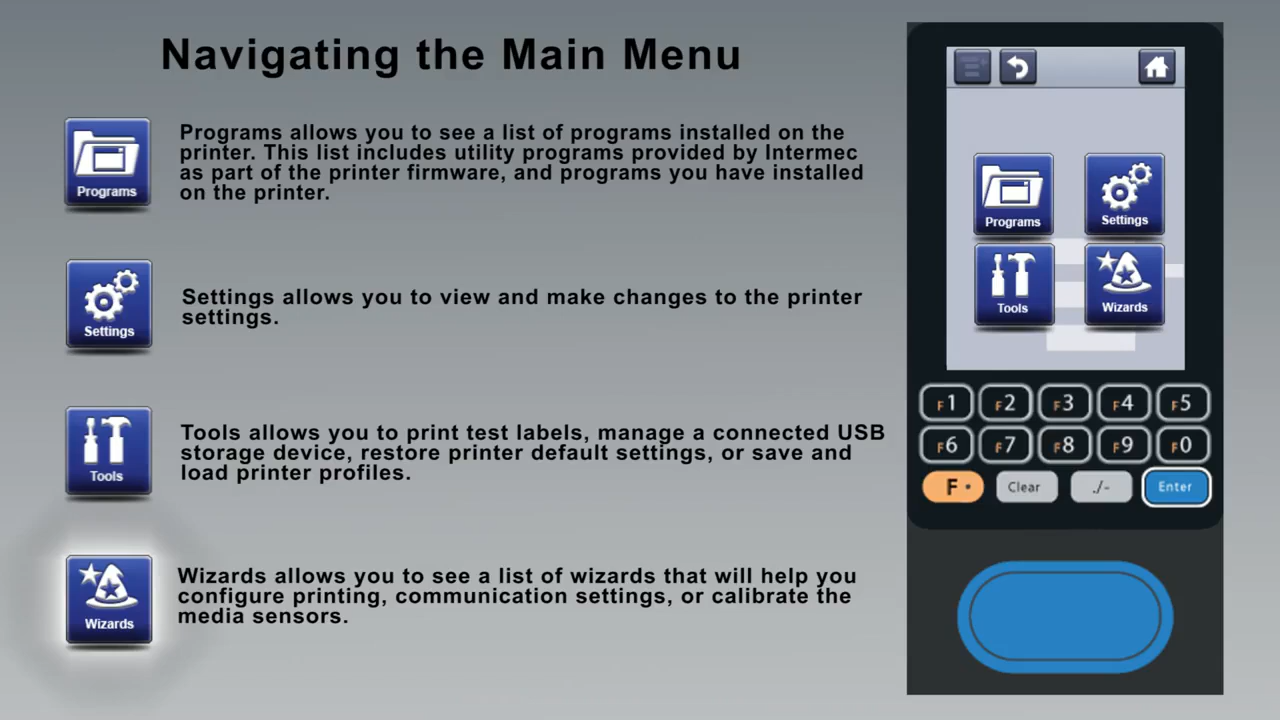 Navigating the Main Menu
Programs
Programs allows you to see a list of programs installed on the
printer. This list includes utility programs provided by Intermec
as part of the printer firmware, and programs you have installed
on the printer.
Settings
Settings allows you to view and make changes to the printer
settings.
Tools
Tools allows you to print test labels, manage a connected USB
storage device, restore printer default settings, or save and
load printer profiles.
Wizards
Wizards allows you to see a list of wizards that will help you
configure printing, communication settings, or calibrate the
media sensors.
Programs Settings
Tools Wizards
F1 F2 F3 F4 F5
F6 F7 F8 F9 F0
F• Clear ./- Enter